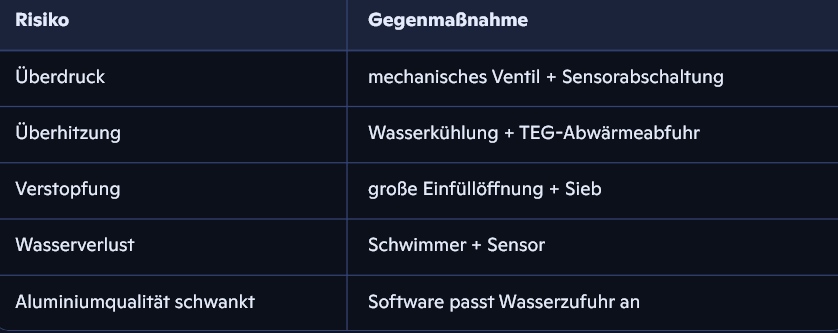 Risiko Gegenmaßnahme
Überdruck mechanisches Ventil + Sensorabschaltung
Überhitzung Wasserkühlung + TEG-Abwärmeabfuhr
Verstopfung große Einfüllöffnung + Sieb
Wasserverlust Schwimmer + Sensor
Aluminiumqualität schwankt Software passt Wasserzufuhr an